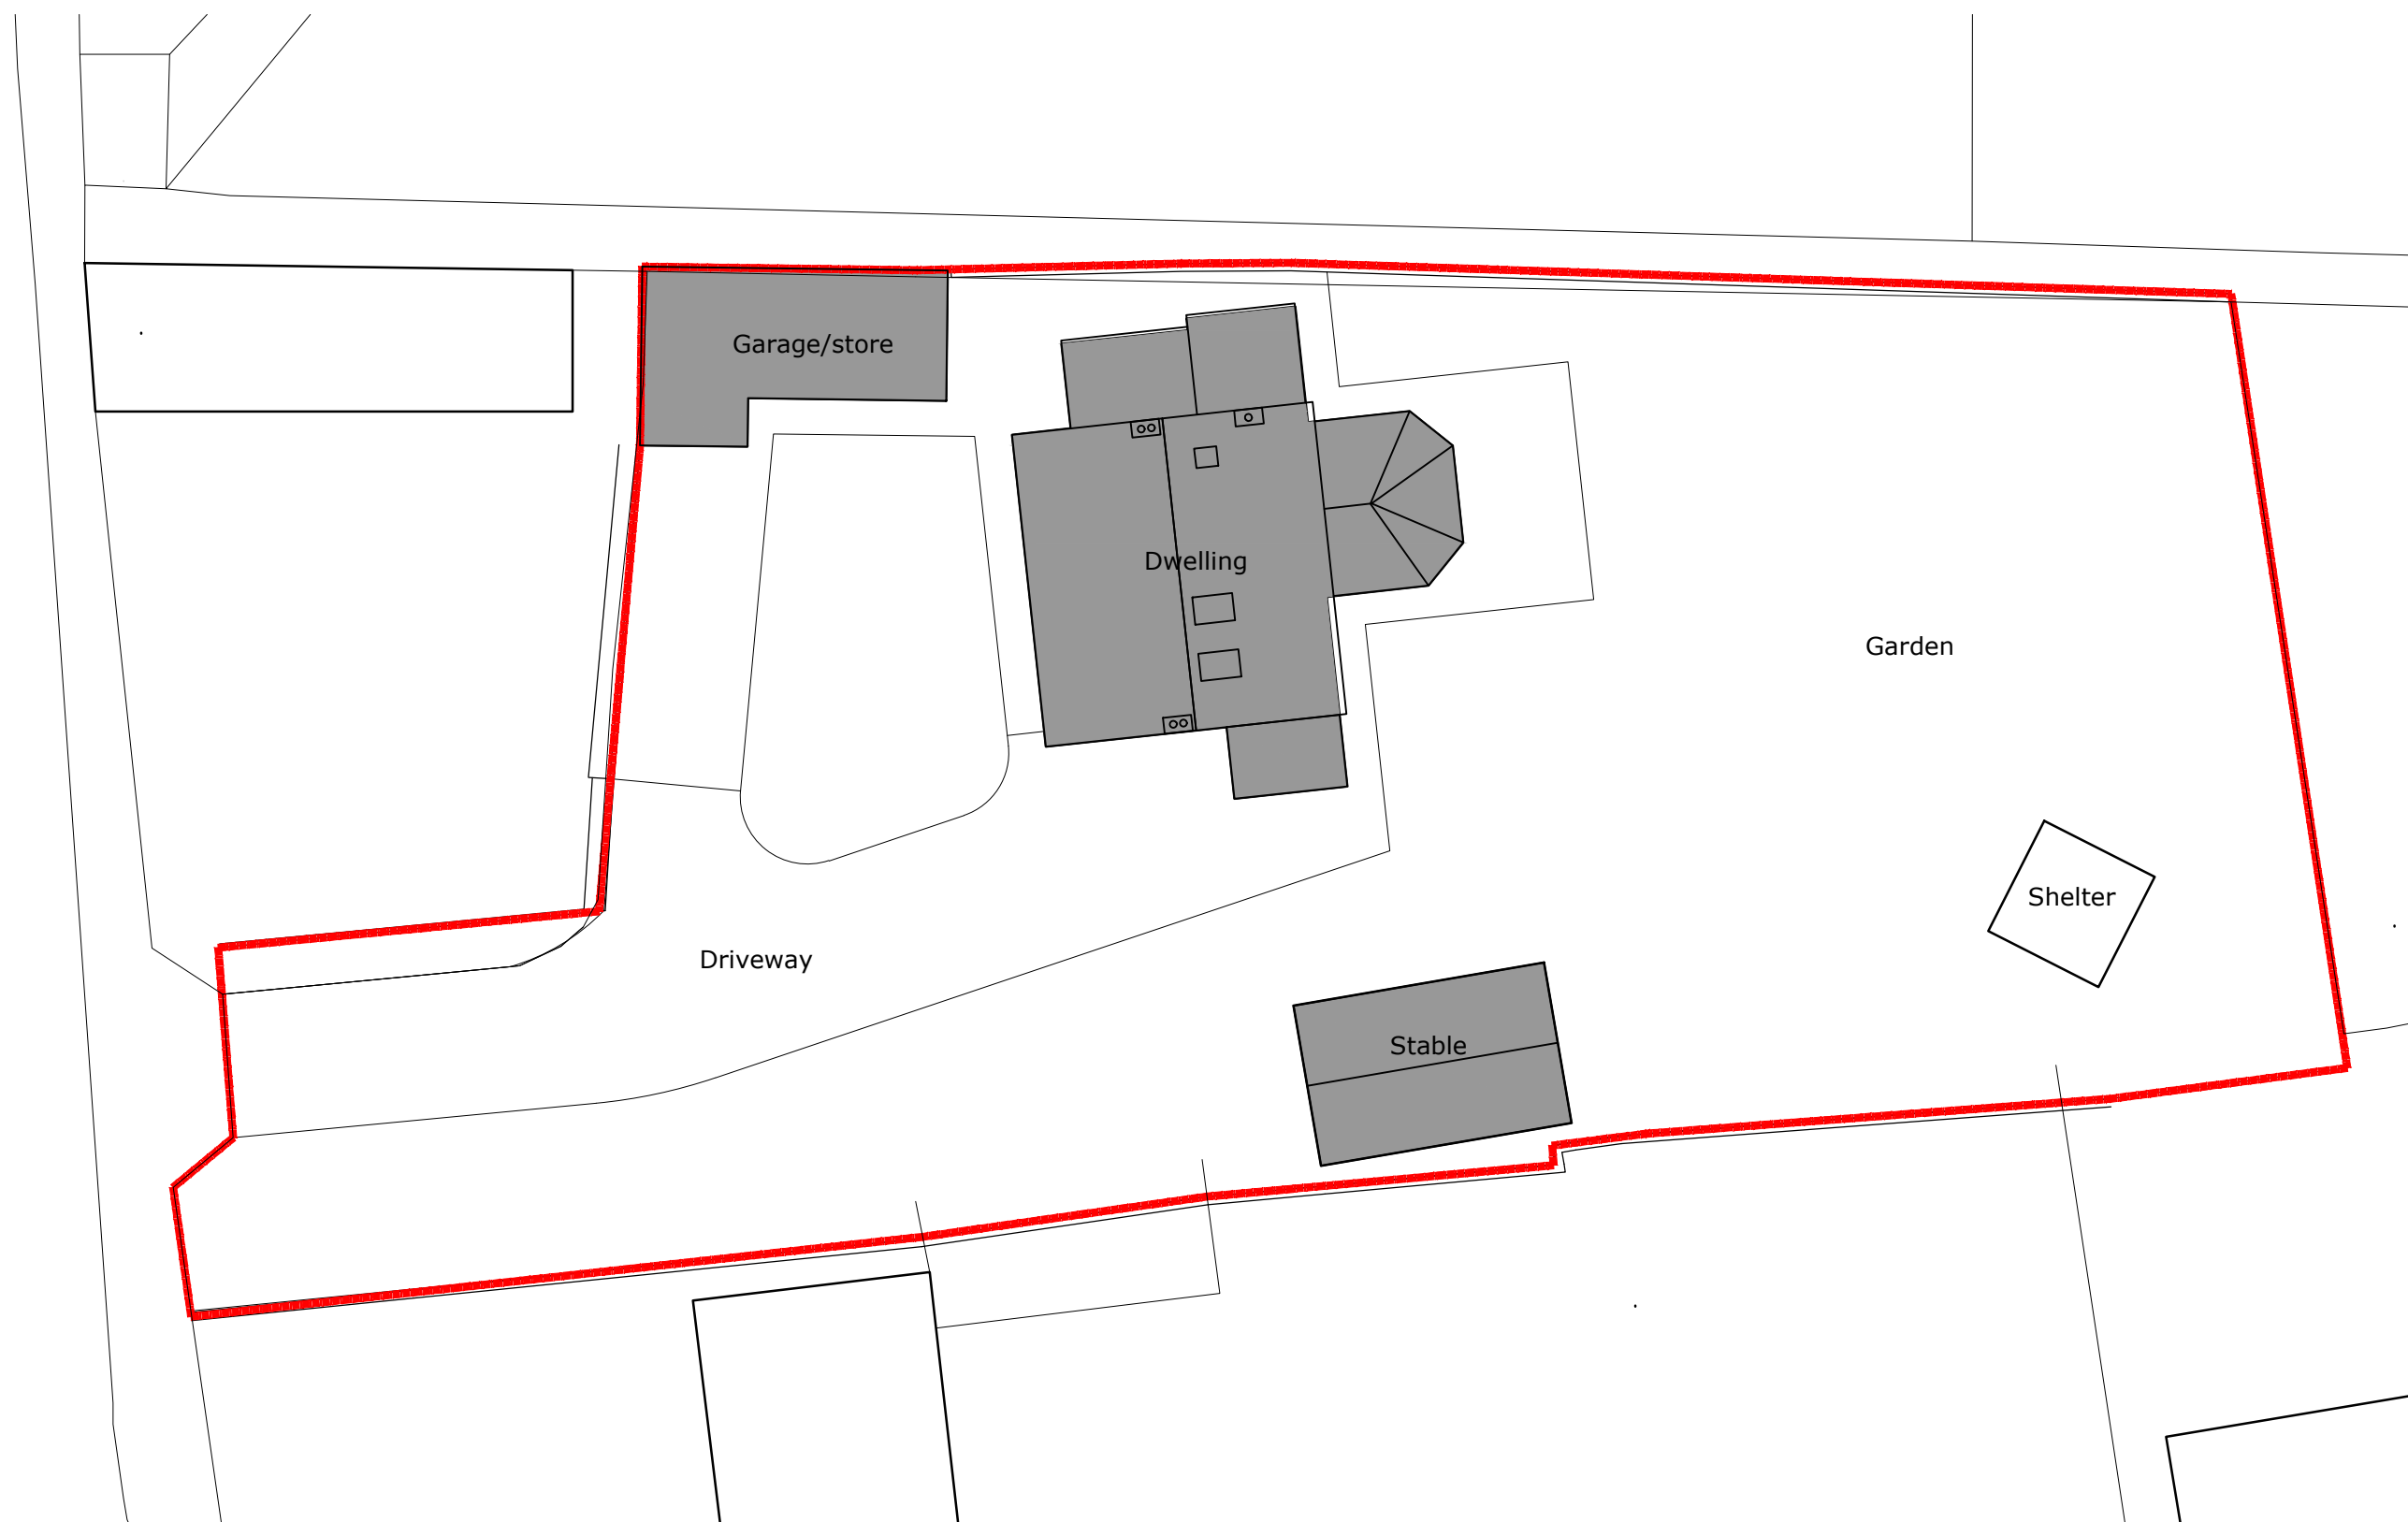 Garage/store
Dwelling
Garden
Shelter
Driveway
Stable